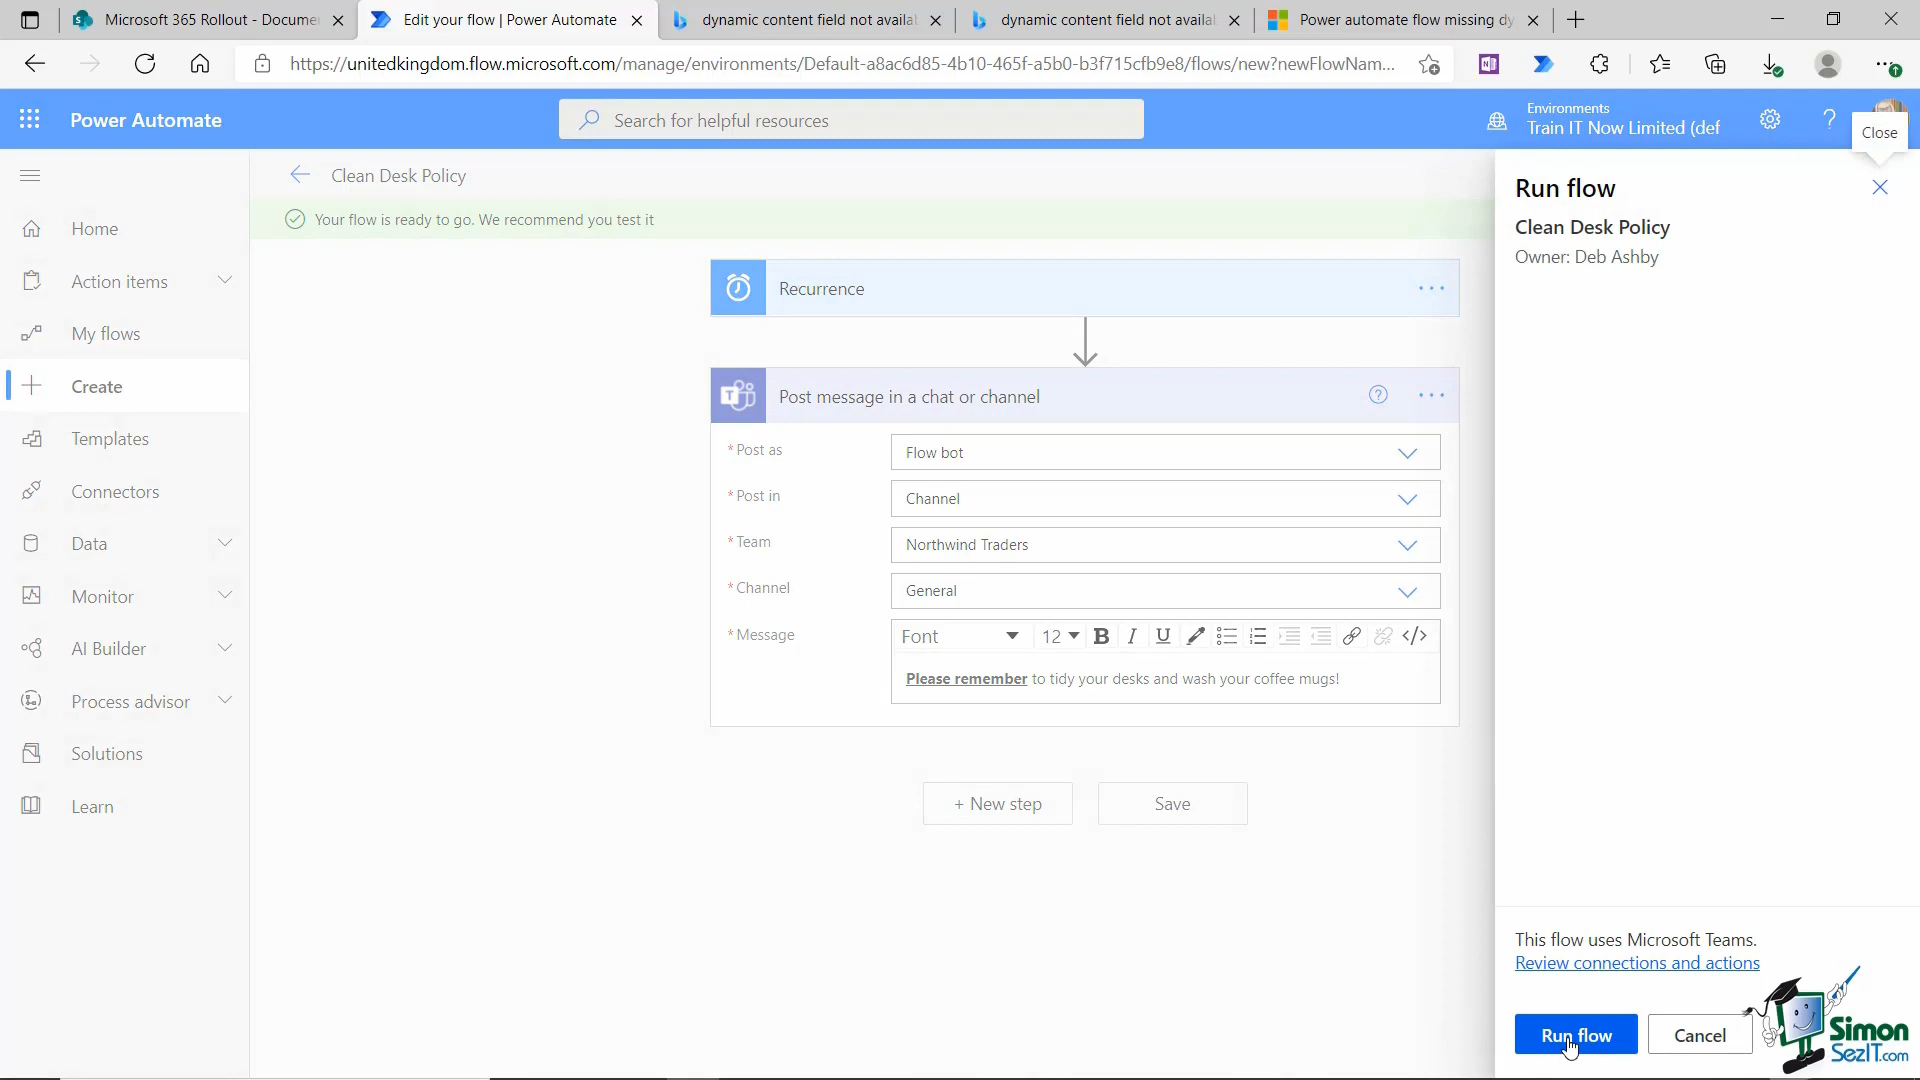 Microsoft 365 Rollout - Docume
Edit your flow | Power Automate
dynamic content field not availa
dynamic content field not availa
Power automate flow missing dy
https://unitedkingdom.flow.microsoft.com/manage/environments/Default-a8ac6d85-4b10-465f-a5b0-b3f715cfb9e8/flows/new?newFlowNam...
Power Automate
Search for helpful resources
Environments
Train IT Now Limited (def
Close
Home
Action items
My flows
Create
Templates
Connectors
Data
Monitor
AI Builder
Process advisor
Solutions
Learn
Clean Desk Policy
Your flow is ready to go. We recommend you test it
Recurrence
Post message in a chat or channel
* Post as
Flow bot
* Post in
Channel
* Team
Northwind Traders
* Channel
General
* Message
Font 12 B I U </>
Please remember to tidy your desks and wash your coffee mugs!
+ New step
Save
Run flow
Clean Desk Policy
Owner: Deb Ashby
This flow uses Microsoft Teams.
Review connections and actions
Run flow
Cancel
Simon
SezIT.com